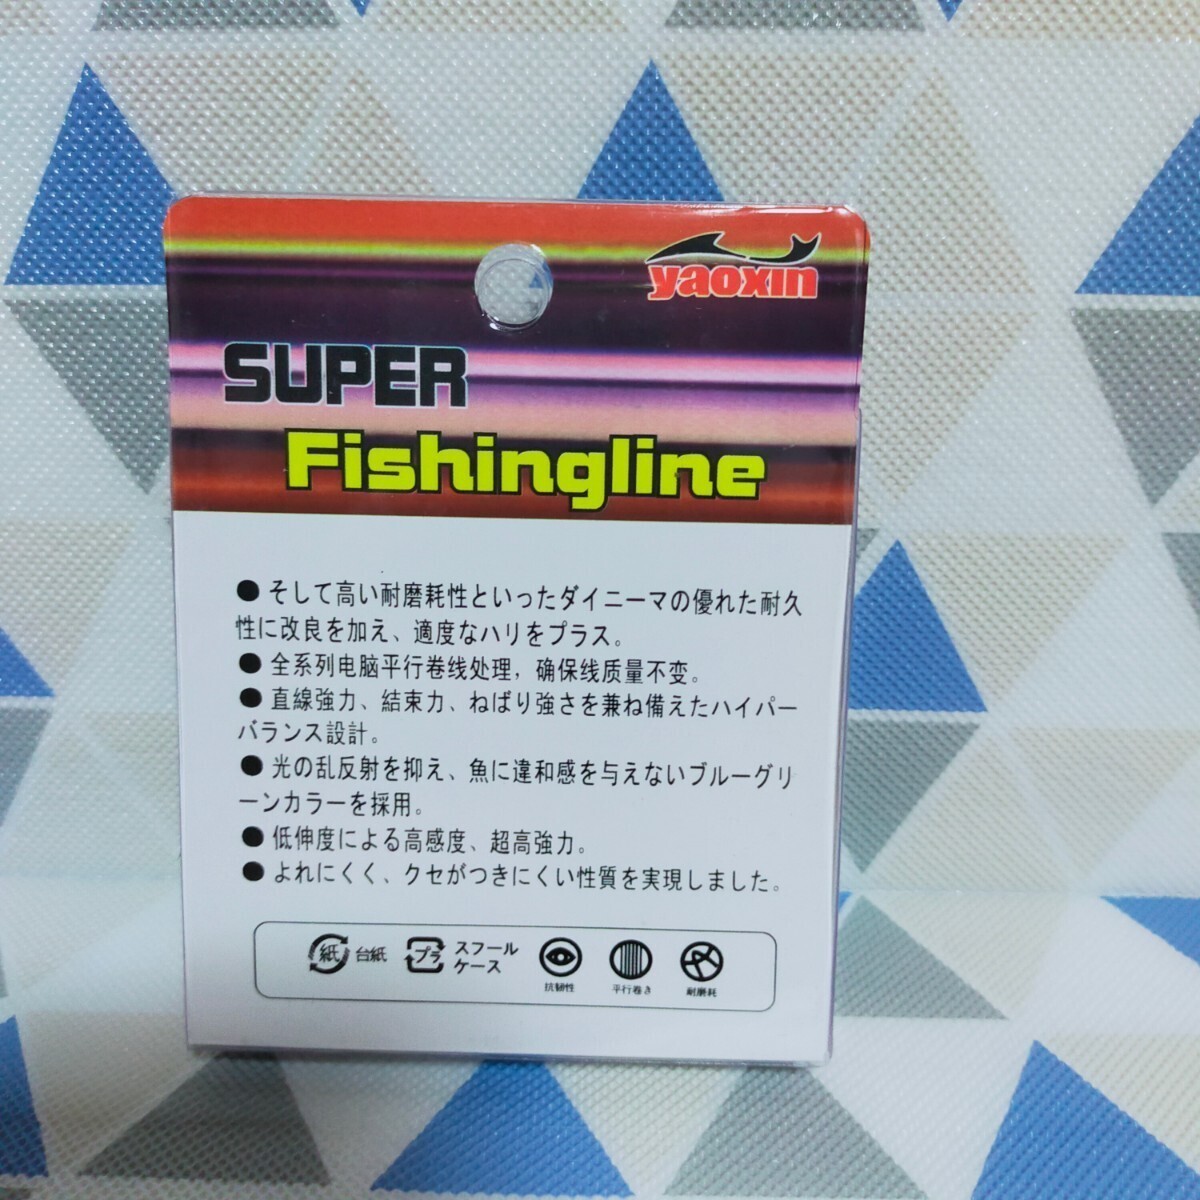 yaoxin
SUPER
Fishingline
● そして高い耐磨耗性といったダイニーマの優れた耐久
性に改良を加え、適度なハリをプラス。
● 全系列电脑平行卷线处理，确保线质量不变。
● 直線強力、結束力、ねばり強さを兼ね備えたハイパー
バランス設計。
● 光の乱反射を抑え、魚に違和感を与えないブルーグリ
ーンカラーを採用。
● 低伸度による高感度、超高強力。
● よれにくく、クセがつきにくい性質を実現しました。
紙 台紙 プラ スフール
ケース
抗韧性 平行巻き 耐磨耗